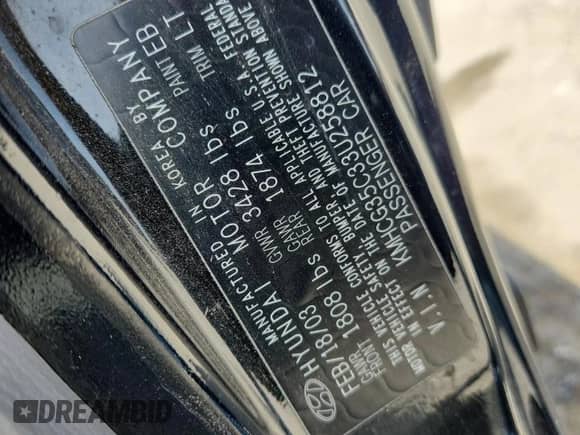 MANUFACTURED IN KOREA BY
HYUNDAI MOTOR COMPANY
FEB/18/03 GVWR 3428 lbs PAINT EB
GAWR FRONT 1808 lbs GAWR REAR 1874 lbs TRIM LT
THIS VEHICLE CONFORMS TO ALL APPLICABLE U.S.A. FEDERAL
MOTOR VEHICLE SAFETY, BUMPER AND THEFT PREVENTION STANDA
IN EFFECT ON THE DATE OF MANUFACTURE SHOWN ABOVE
V.I.N KMHCG35C33U258812
PASSENGER CAR
DREAMBID